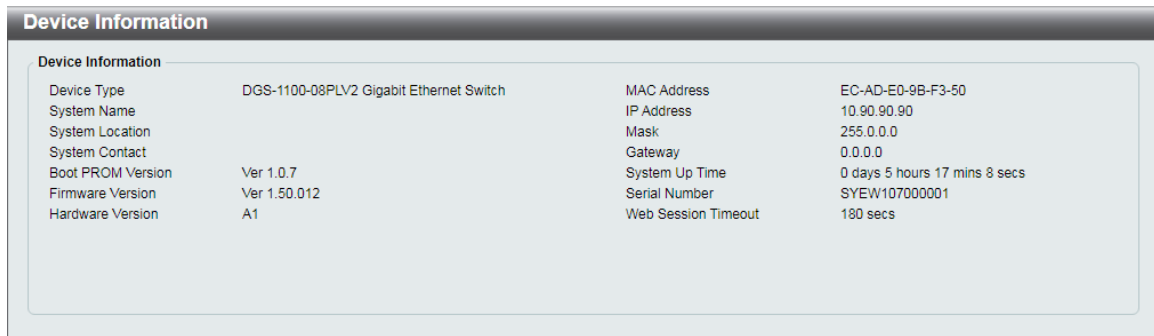 Device Information
Device Information
Device Type DGS-1100-08PLV2 Gigabit Ethernet Switch MAC Address EC-AD-E0-9B-F3-50
System Name IP Address 10.90.90.90
System Location Mask 255.0.0.0
System Contact Gateway 0.0.0.0
Boot PROM Version Ver 1.0.7 System Up Time 0 days 5 hours 17 mins 8 secs
Firmware Version Ver 1.50.012 Serial Number SYEW107000001
Hardware Version A1 Web Session Timeout 180 secs